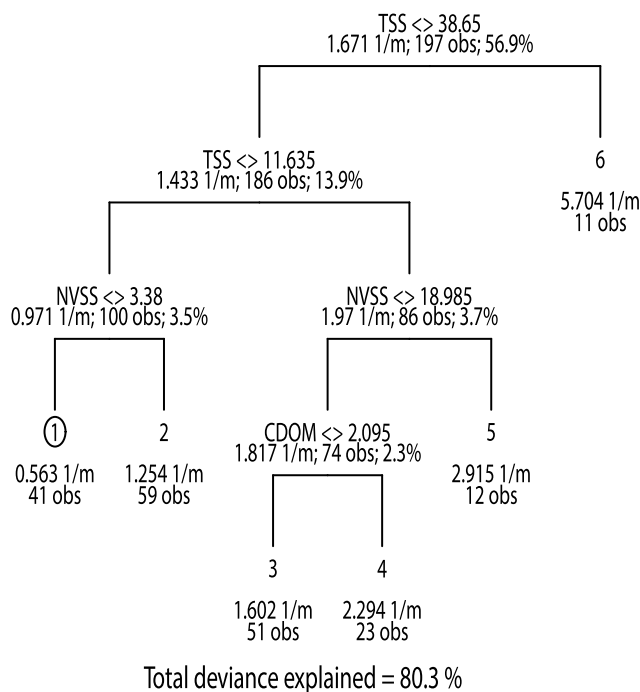 TSS <> 38.65
1.671 1/m; 197 obs; 56.9%
TSS <> 11.635
1.433 1/m; 186 obs; 13.9%
6
5.704 1/m
11 obs
NVSS <> 3.38
0.971 1/m; 100 obs; 3.5%
NVSS <> 18.985
1.97 1/m; 86 obs; 3.7%
1
0.563 1/m
41 obs
2
1.254 1/m
59 obs
CDOM <> 2.095
1.817 1/m; 74 obs; 2.3%
5
2.915 1/m
12 obs
3
1.602 1/m
51 obs
4
2.294 1/m
23 obs
Total deviance explained = 80.3 %